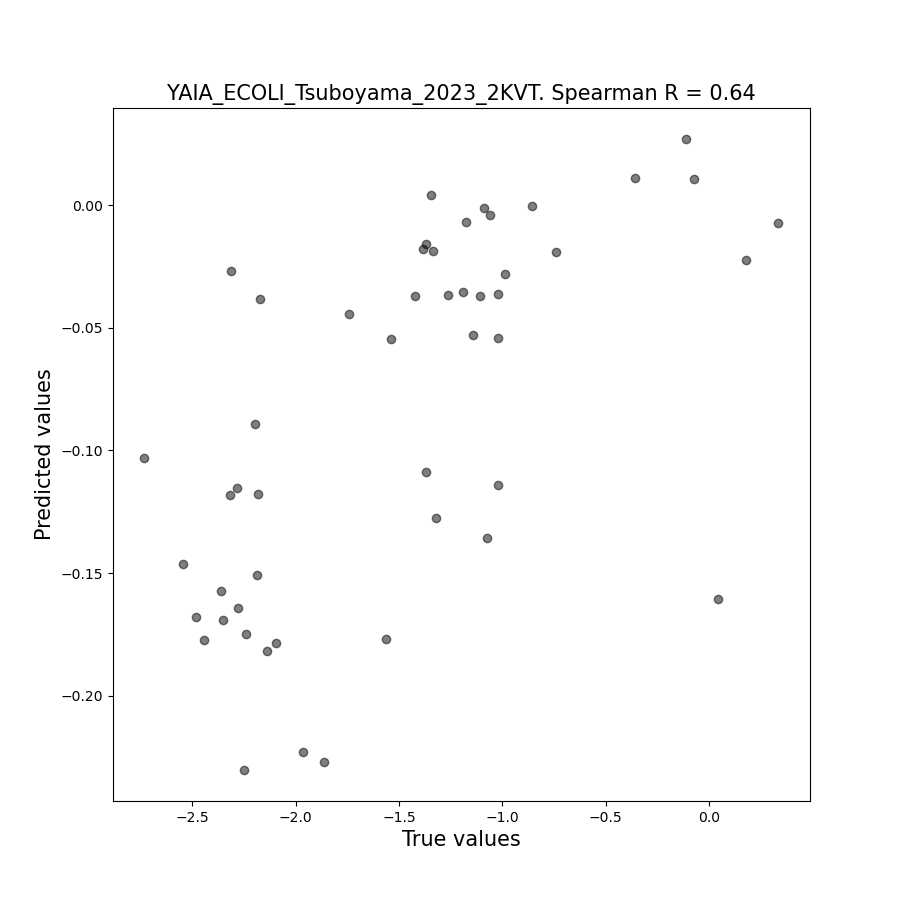 YAIA_ECOLI_Tsuboyama_2023_2KVT. Spearman R = 0.64
0.00
−0.05
−0.10
−0.15
−0.20
Predicted values
−2.5 −2.0 −1.5 −1.0 −0.5 0.0
True values